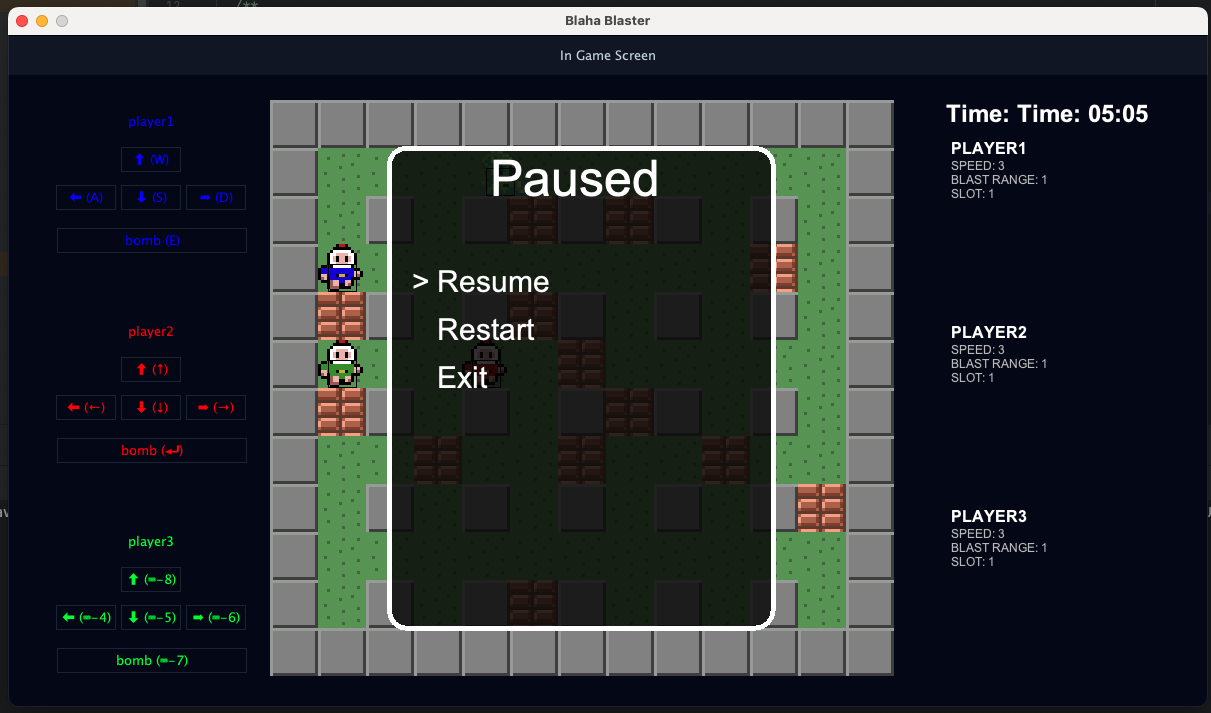 12 /**
Blaha Blaster
In Game Screen
player1
⬆ (W)
⬅ (A) ⬇ (S) ➡ (D)
bomb (E)
player2
⬆ (↑)
⬅ (←) ⬇ (↓) ➡ (→)
bomb (⏎)
player3
⬆ (⌨-8)
⬅ (⌨-4) ⬇ (⌨-5) ➡ (⌨-6)
bomb (⌨-7)
Paused
> Resume
Restart
Exit
Time: Time: 05:05
PLAYER1
SPEED: 3
BLAST RANGE: 1
SLOT: 1
PLAYER2
SPEED: 3
BLAST RANGE: 1
SLOT: 1
PLAYER3
SPEED: 3
BLAST RANGE: 1
SLOT: 1